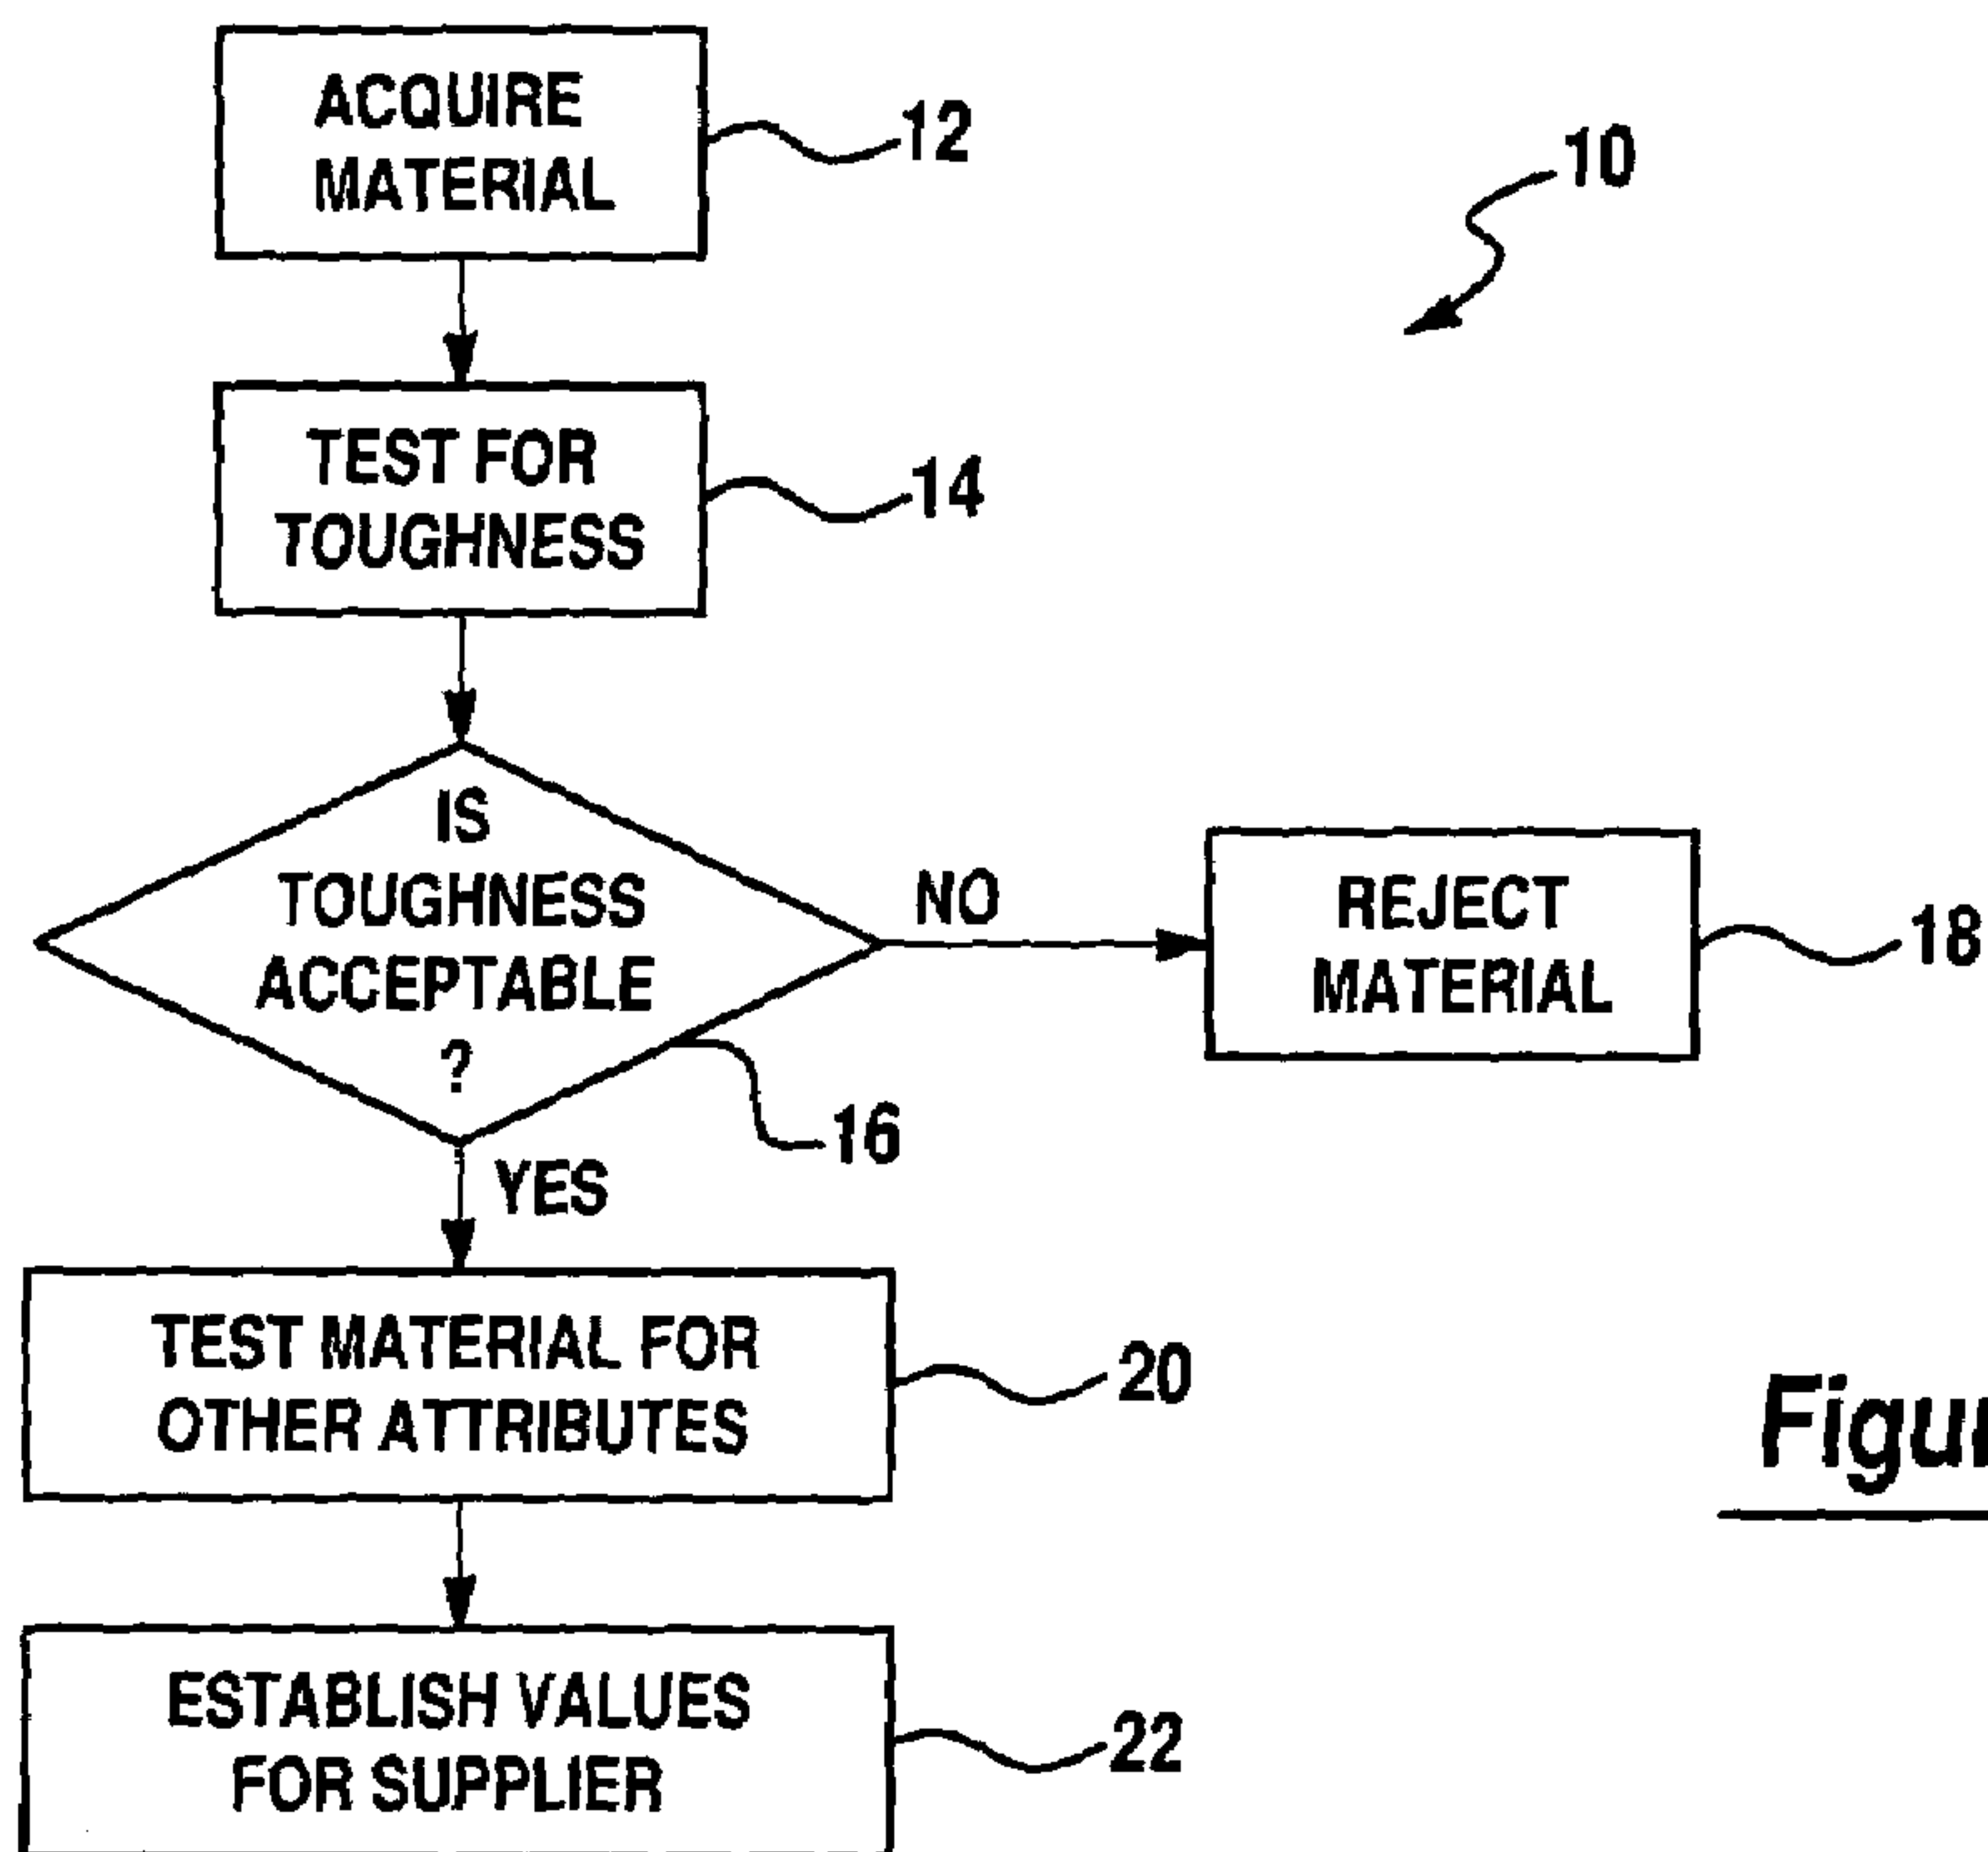 ACQUIRE
MATERIAL
12
10
TEST FOR
TOUGHNESS
14
IS
TOUGHNESS
ACCEPTABLE
?
NO
REJECT
MATERIAL
18
16
YES
TEST MATERIAL FOR
OTHER ATTRIBUTES
20
ESTABLISH VALUES
FOR SUPPLIER
22